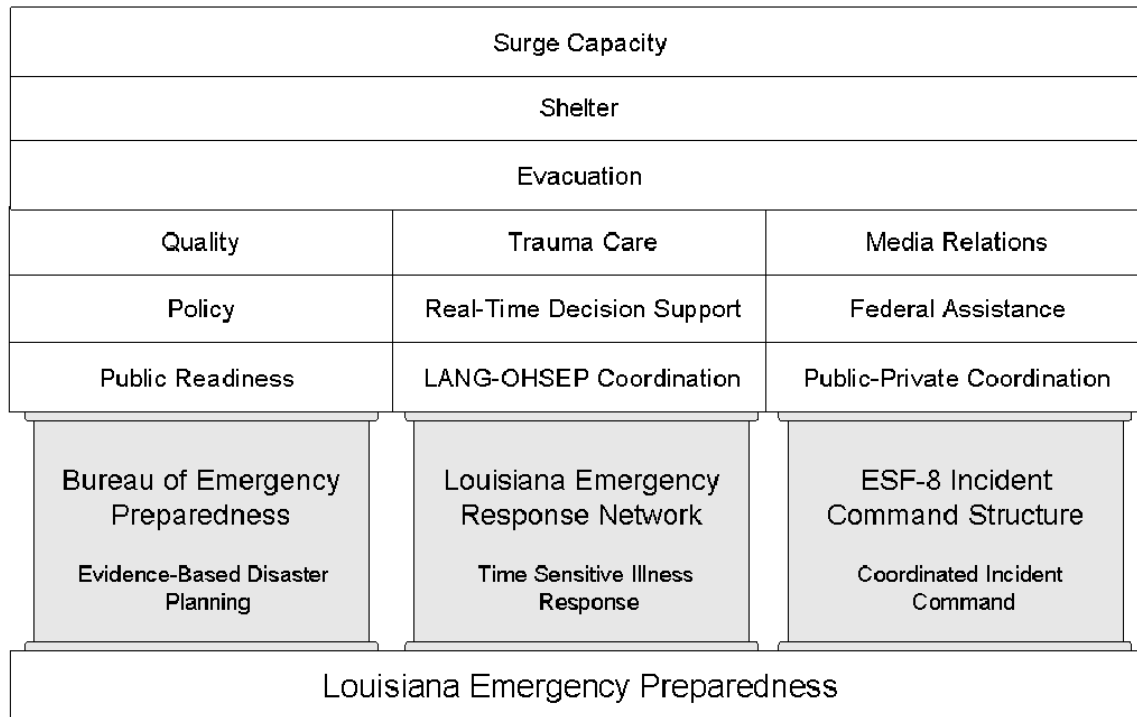 Surge Capacity
Shelter
Evacuation
Quality
Trauma Care
Media Relations
Policy
Real-Time Decision Support
Federal Assistance
Public Readiness
LANG-OHSEP Coordination
Public-Private Coordination
Bureau of Emergency
Preparedness
Evidence-Based Disaster
Planning
Louisiana Emergency
Response Network
Time Sensitive Illness
Response
ESF-8 Incident
Command Structure
Coordinated Incident
Command
Louisiana Emergency Preparedness